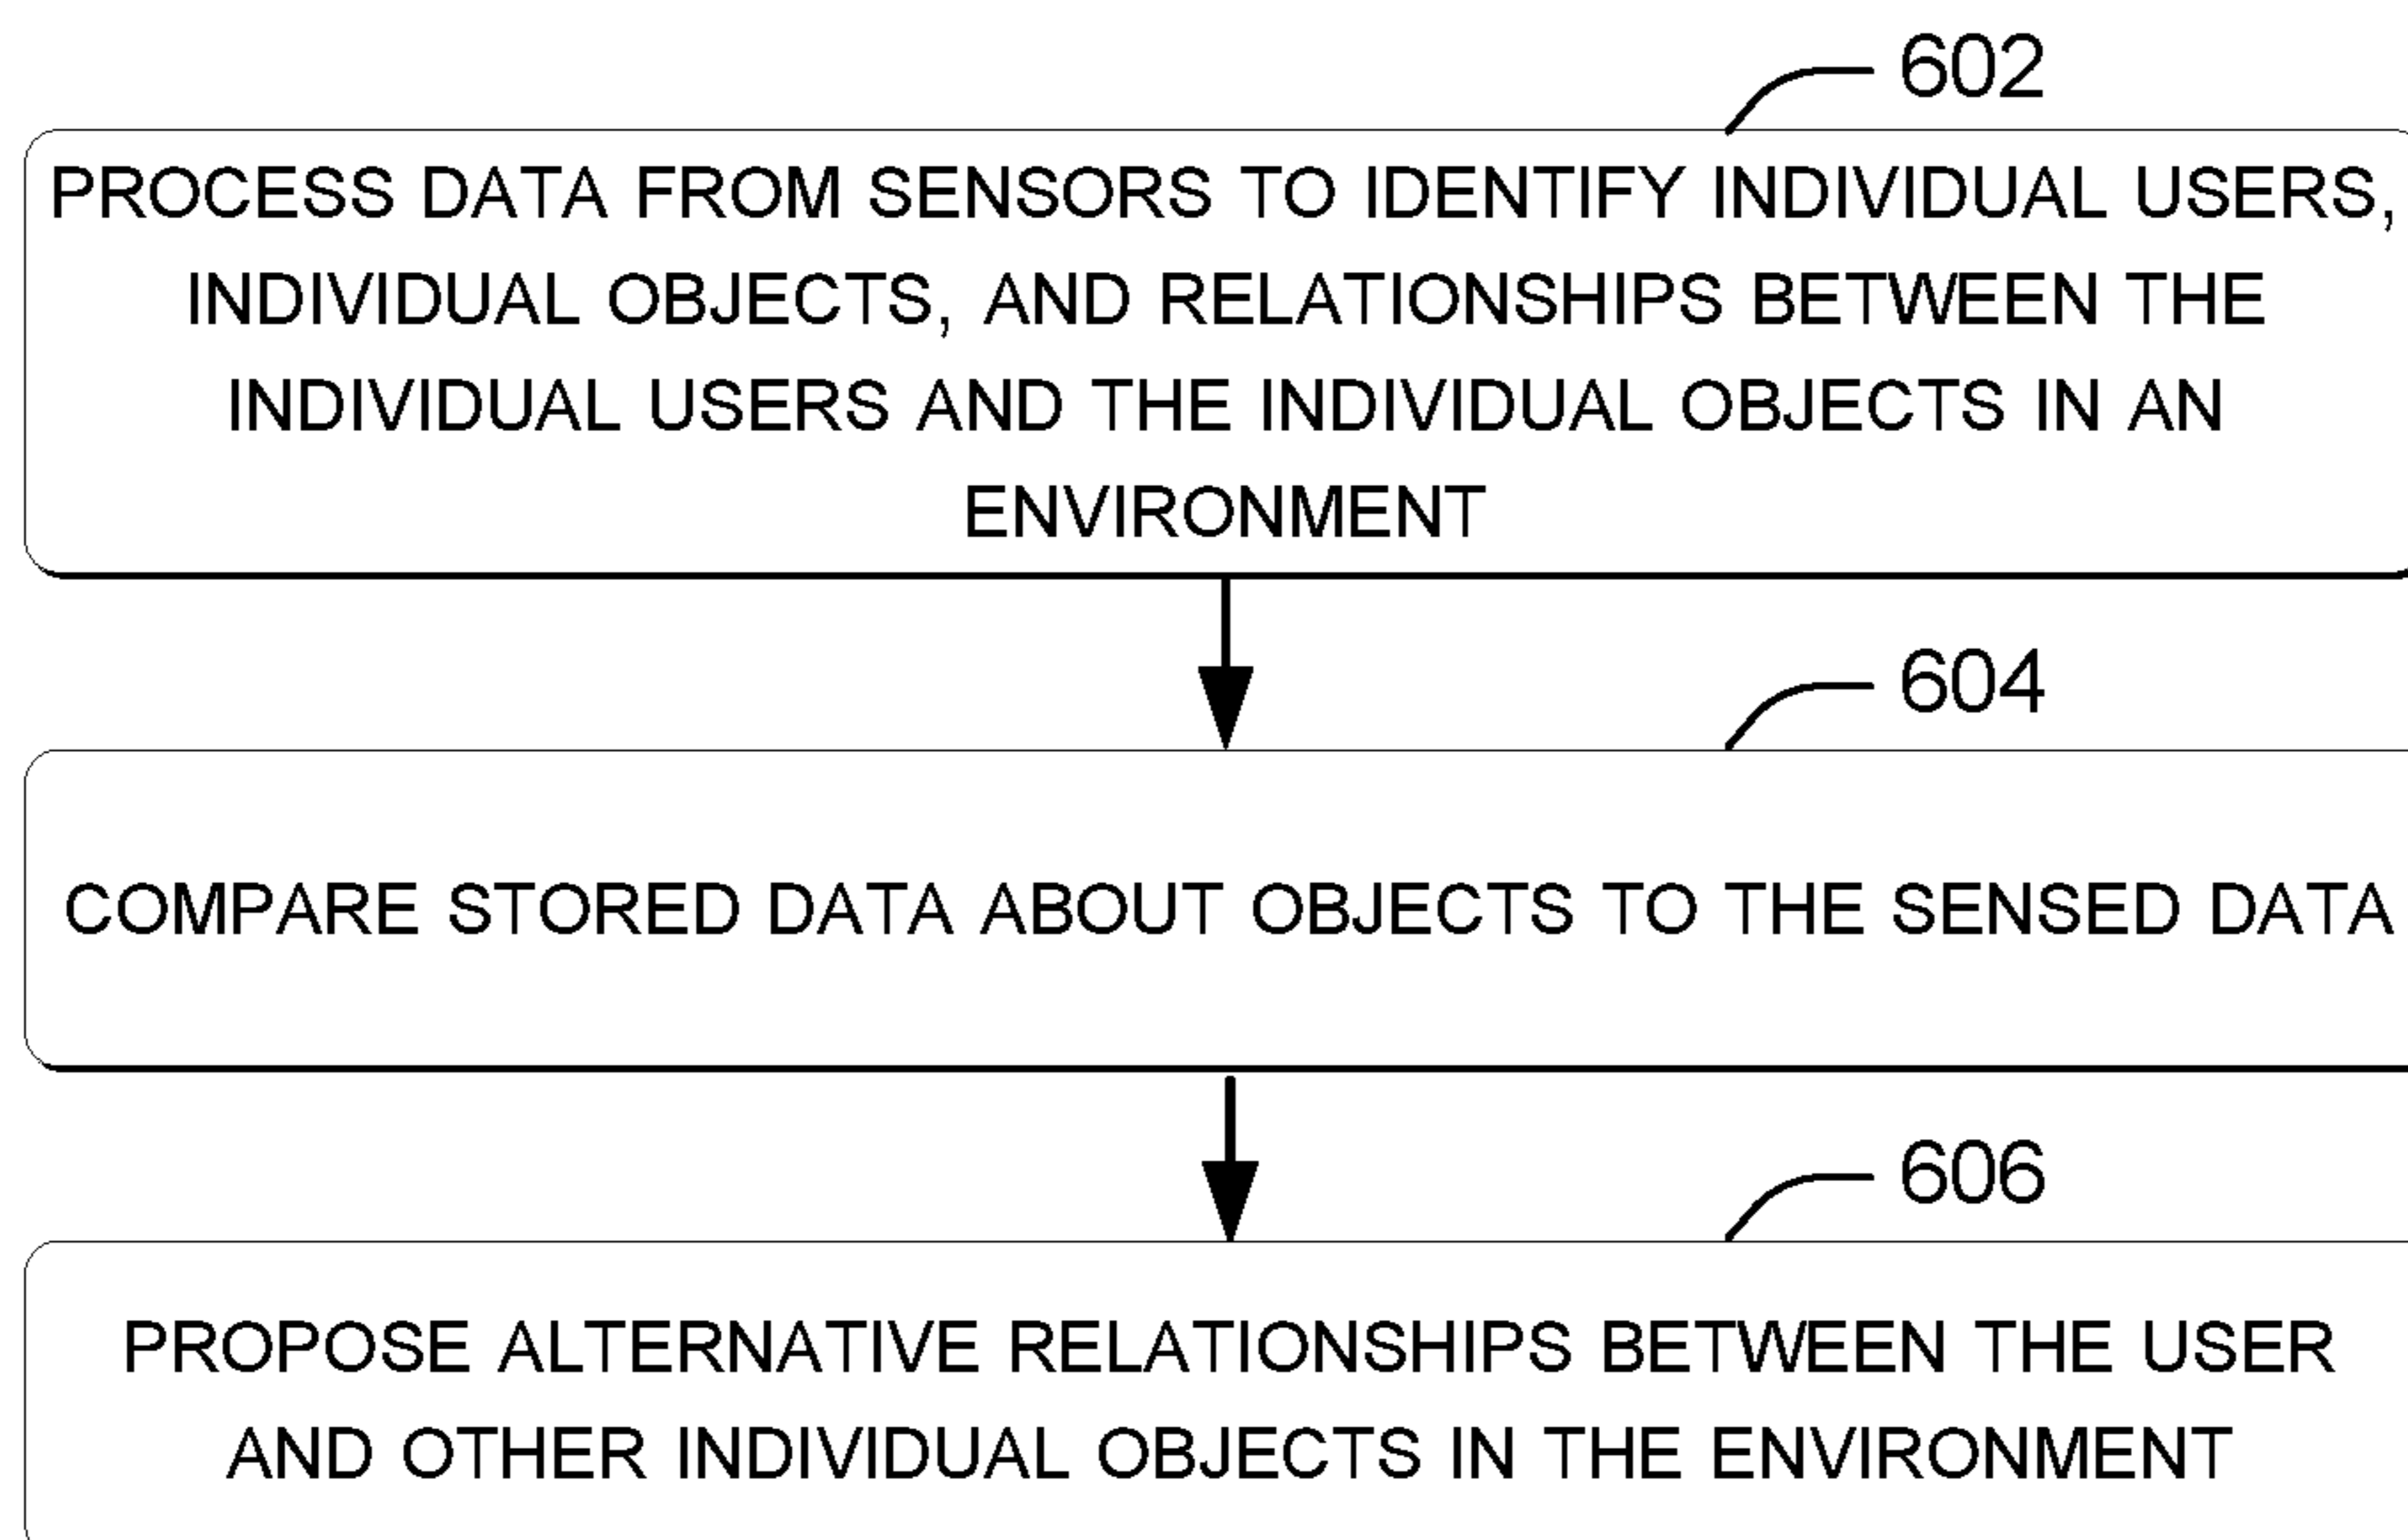 602
PROCESS DATA FROM SENSORS TO IDENTIFY INDIVIDUAL USERS,
INDIVIDUAL OBJECTS, AND RELATIONSHIPS BETWEEN THE
INDIVIDUAL USERS AND THE INDIVIDUAL OBJECTS IN AN
ENVIRONMENT
604
COMPARE STORED DATA ABOUT OBJECTS TO THE SENSED DATA
606
PROPOSE ALTERNATIVE RELATIONSHIPS BETWEEN THE USER
AND OTHER INDIVIDUAL OBJECTS IN THE ENVIRONMENT